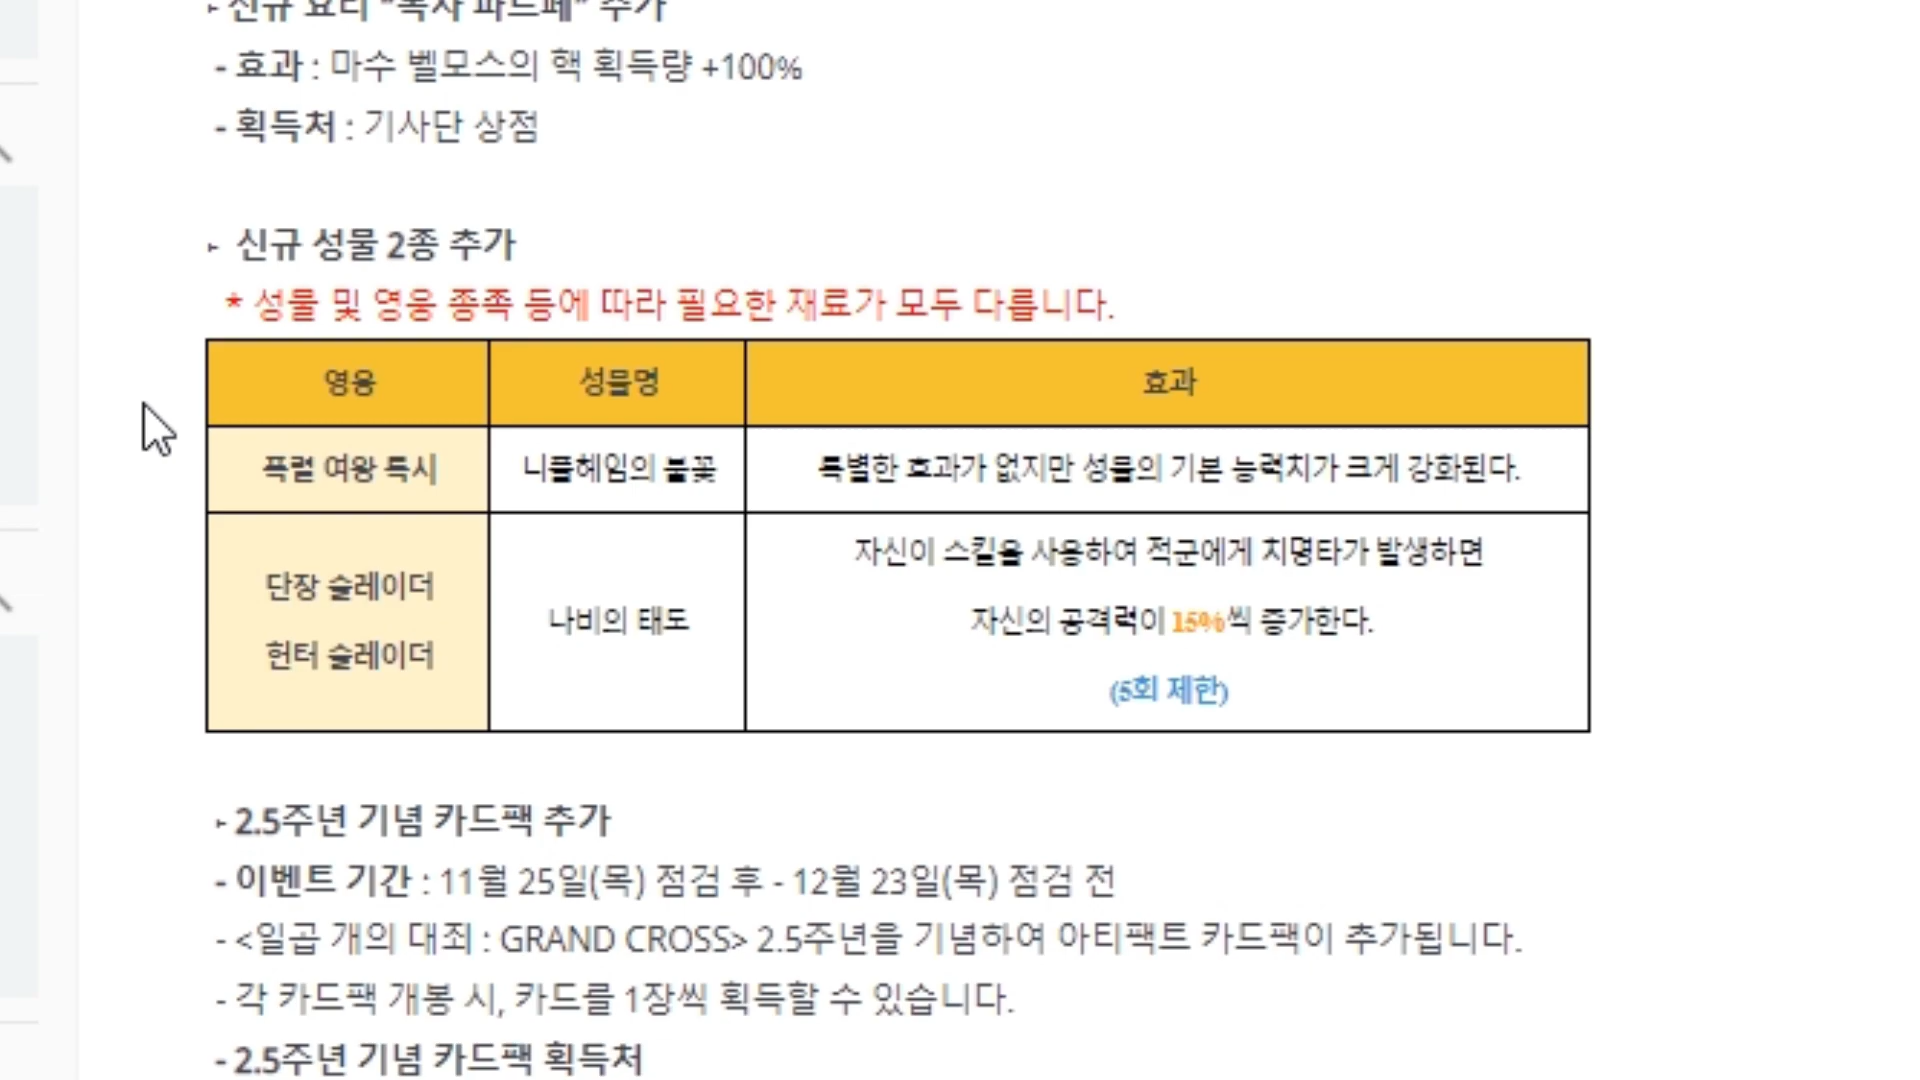 ▸ 신규 요리 "복자 파르페" 추가
- 효과 : 마수 벨모스의 핵 획득량 +100%
- 획득처 : 기사단 상점
▸ 신규 성물 2종 추가
* 성물 및 영웅 종족 등에 따라 필요한 재료가 모두 다릅니다.
영웅 성물명 효과
폭렬 여왕 록시 니플헤임의 불꽃 특별한 효과가 없지만 성물의 기본 능력치가 크게 강화된다.
단장 슬레이더
헌터 슬레이더
나비의 태도
자신이 스킬을 사용하여 적군에게 치명타가 발생하면
자신의 공격력이 15%씩 증가한다.
(5회 제한)
▸ 2.5주년 기념 카드팩 추가
- 이벤트 기간 : 11월 25일(목) 점검 후 - 12월 23일(목) 점검 전
- <일곱 개의 대죄 : GRAND CROSS> 2.5주년을 기념하여 아티팩트 카드팩이 추가됩니다.
- 각 카드팩 개봉 시, 카드를 1장씩 획득할 수 있습니다.
- 2.5주년 기념 카드팩 획득처